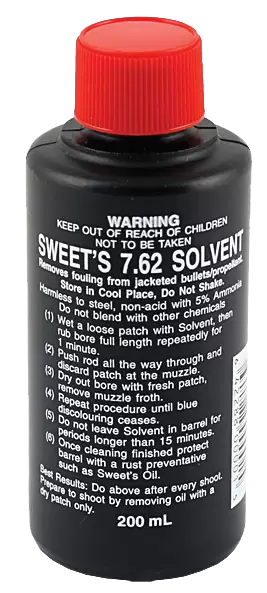 WARNING
KEEP OUT OF REACH OF CHILDREN
NOT TO BE TAKEN
SWEET'S 7.62 SOLVENT
Removes fouling from jacketed bullets/propellant.
Store in Cool Place, Do Not Shake.
Harmless to steel, non-acid with 5% Ammonia
Do not blend with other chemicals
(1) Wet a loose patch with Solvent, then
rub bore full length repeatedly for
1 minute.
(2) Push rod all the way through and
discard patch at the muzzle.
(3) Dry out bore with fresh patch,
remove muzzle froth.
(4) Repeat procedure until blue
discolouring ceases.
(5) Do not leave Solvent in barrel for
periods longer than 15 minutes.
(6) Once cleaning finished protect
barrel with a rust preventative
such as Sweet's Oil.
Best Results: Do above after every shoot.
Prepare to shoot by removing oil with a
dry patch only.
200 mL